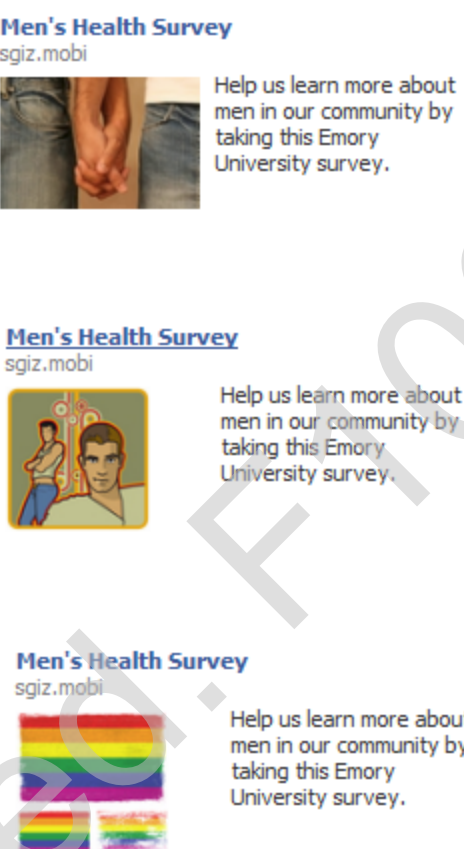 Men's Health Survey
sgiz.mobi
Help us learn more about
men in our community by
taking this Emory
University survey.
Men's Health Survey
sgiz.mobi
Help us learn more about
men in our community by
taking this Emory
University survey.
Men's Health Survey
sgiz.mobi
Help us learn more about
men in our community by
taking this Emory
University survey.
ed. F10